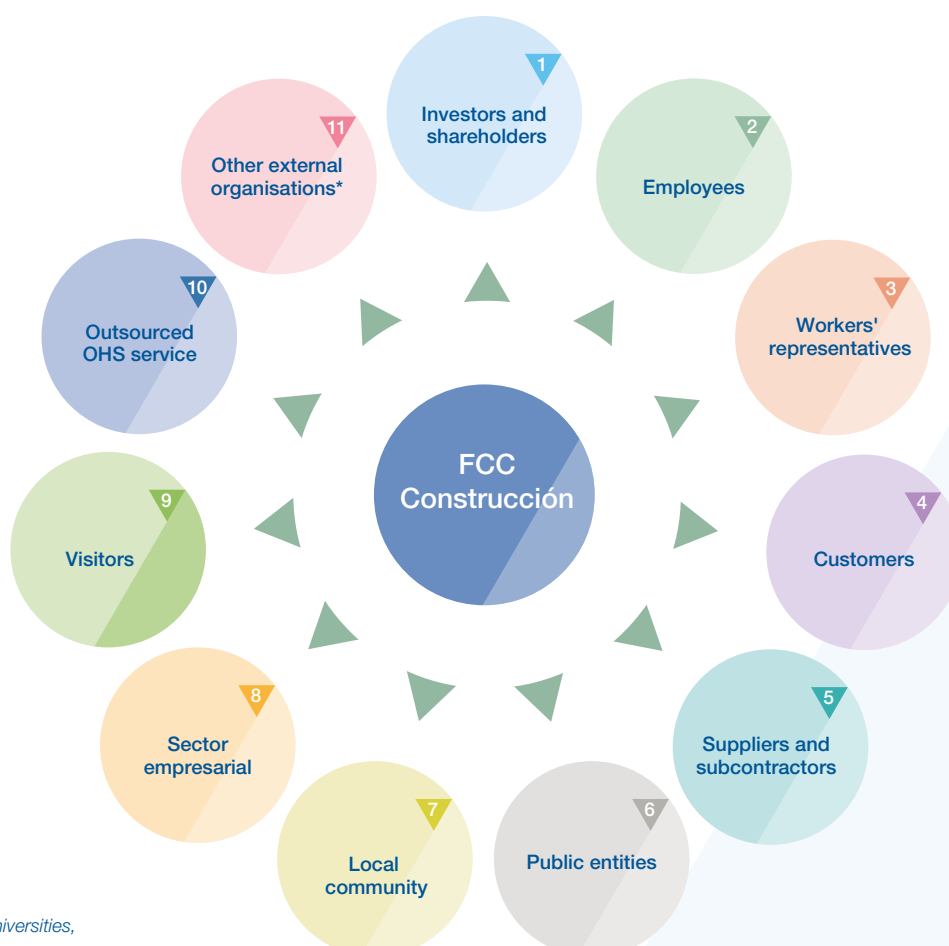 1
Investors and
shareholders
2
Employees
3
Workers'
representatives
4
Customers
5
Suppliers and
subcontractors
6
Public entities
7
Local
community
8
Sector
empresarial
9
Visitors
10
Outsourced
OHS service
11
Other external
organisations*
FCC
Construcción